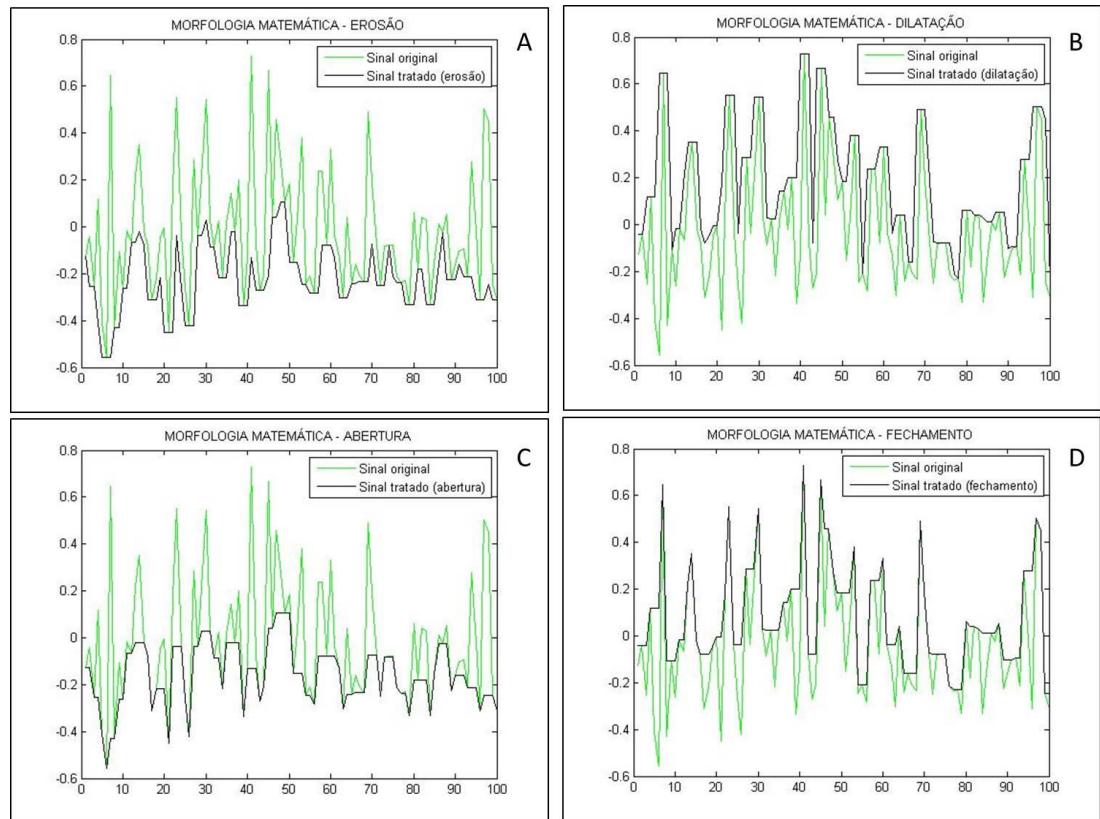 MORFOLOGIA MATEMÁTICA - EROSÃO
A
Sinal original
Sinal tratado (erosão)
0.8
0.6
0.4
0.2
0
-0.2
-0.4
-0.6
0 10 20 30 40 50 60 70 80 90 100
MORFOLOGIA MATEMÁTICA - DILATAÇÃO
B
Sinal original
Sinal tratado (dilatação)
0.8
0.6
0.4
0.2
0
-0.2
-0.4
-0.6
0 10 20 30 40 50 60 70 80 90 100
MORFOLOGIA MATEMÁTICA - ABERTURA
C
Sinal original
Sinal tratado (abertura)
0.8
0.6
0.4
0.2
0
-0.2
-0.4
-0.6
0 10 20 30 40 50 60 70 80 90 100
MORFOLOGIA MATEMÁTICA - FECHAMENTO
D
Sinal original
Sinal tratado (fechamento)
0.8
0.6
0.4
0.2
0
-0.2
-0.4
-0.6
0 10 20 30 40 50 60 70 80 90 100